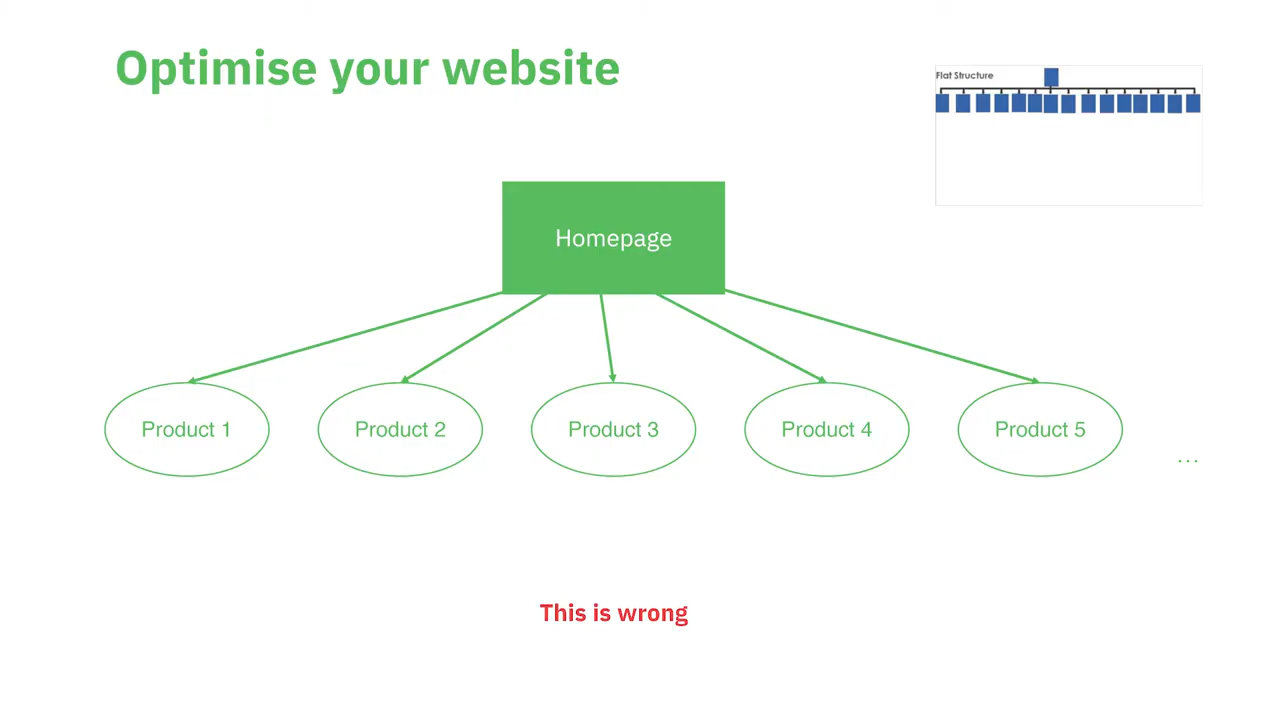 Optimise your website
Flat Structure
Homepage
Product 1
Product 2
Product 3
Product 4
Product 5
...
This is wrong